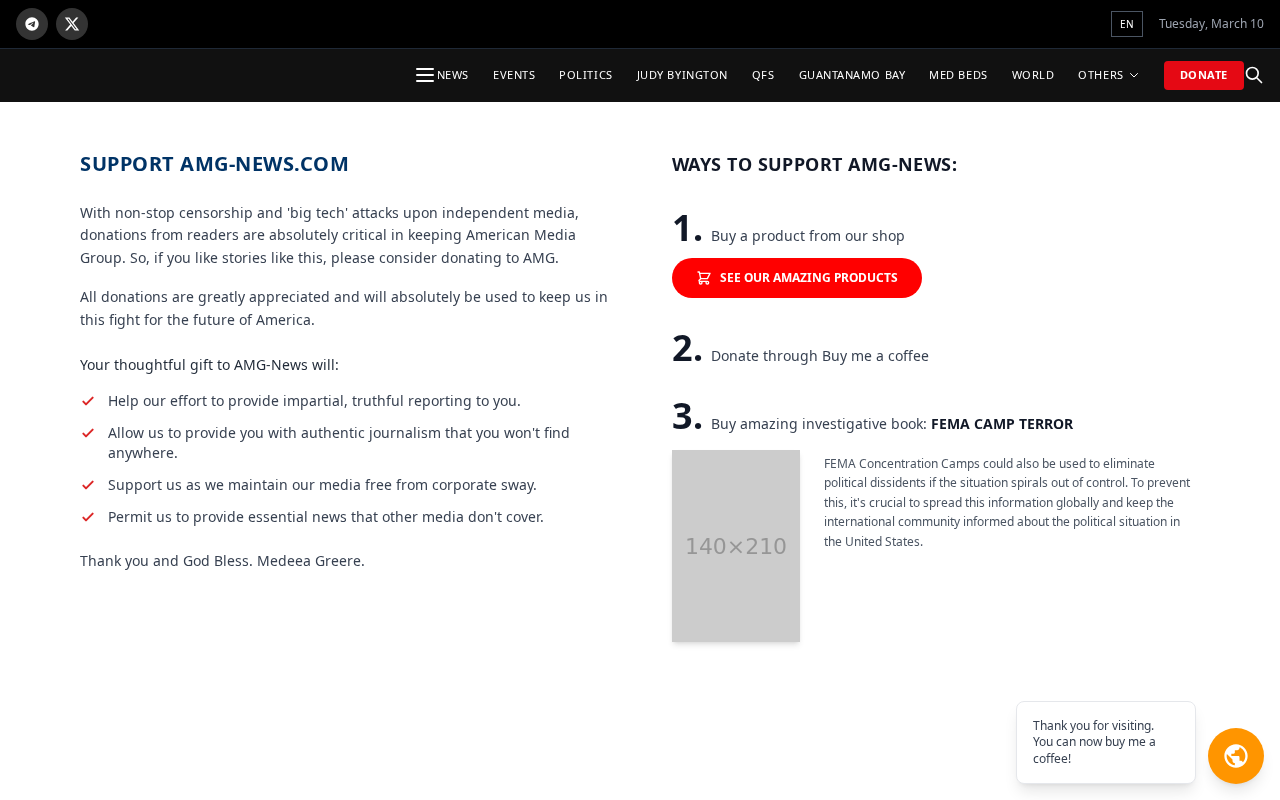 EN
Tuesday, March 10
NEWS
EVENTS
POLITICS
JUDY BYINGTON
QFS
GUANTANAMO BAY
MED BEDS
WORLD
OTHERS
DONATE
SUPPORT AMG-NEWS.COM
With non-stop censorship and 'big tech' attacks upon independent media,
donations from readers are absolutely critical in keeping American Media
Group. So, if you like stories like this, please consider donating to AMG.
All donations are greatly appreciated and will absolutely be used to keep us in
this fight for the future of America.
Your thoughtful gift to AMG-News will:
Help our effort to provide impartial, truthful reporting to you.
Allow us to provide you with authentic journalism that you won't find
anywhere.
Support us as we maintain our media free from corporate sway.
Permit us to provide essential news that other media don't cover.
Thank you and God Bless. Medeea Greere.
WAYS TO SUPPORT AMG-NEWS:
1. Buy a product from our shop
SEE OUR AMAZING PRODUCTS
2. Donate through Buy me a coffee
3. Buy amazing investigative book: FEMA CAMP TERROR
140×210
FEMA Concentration Camps could also be used to eliminate
political dissidents if the situation spirals out of control. To prevent
this, it's crucial to spread this information globally and keep the
international community informed about the political situation in
the United States.
Thank you for visiting.
You can now buy me a
coffee!